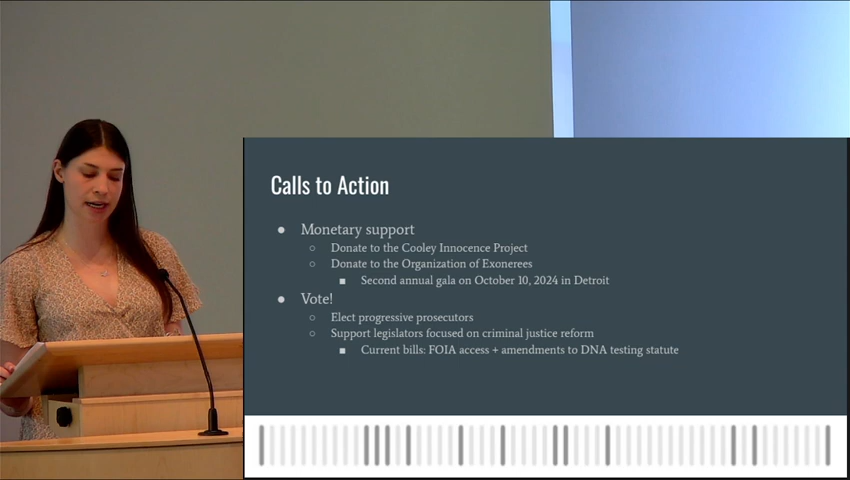 Calls to Action
● Monetary support
○ Donate to the Cooley Innocence Project
○ Donate to the Organization of Exonerees
■ Second annual gala on October 10, 2024 in Detroit
● Vote!
○ Elect progressive prosecutors
○ Support legislators focused on criminal justice reform
■ Current bills: FOIA access + amendments to DNA testing statute